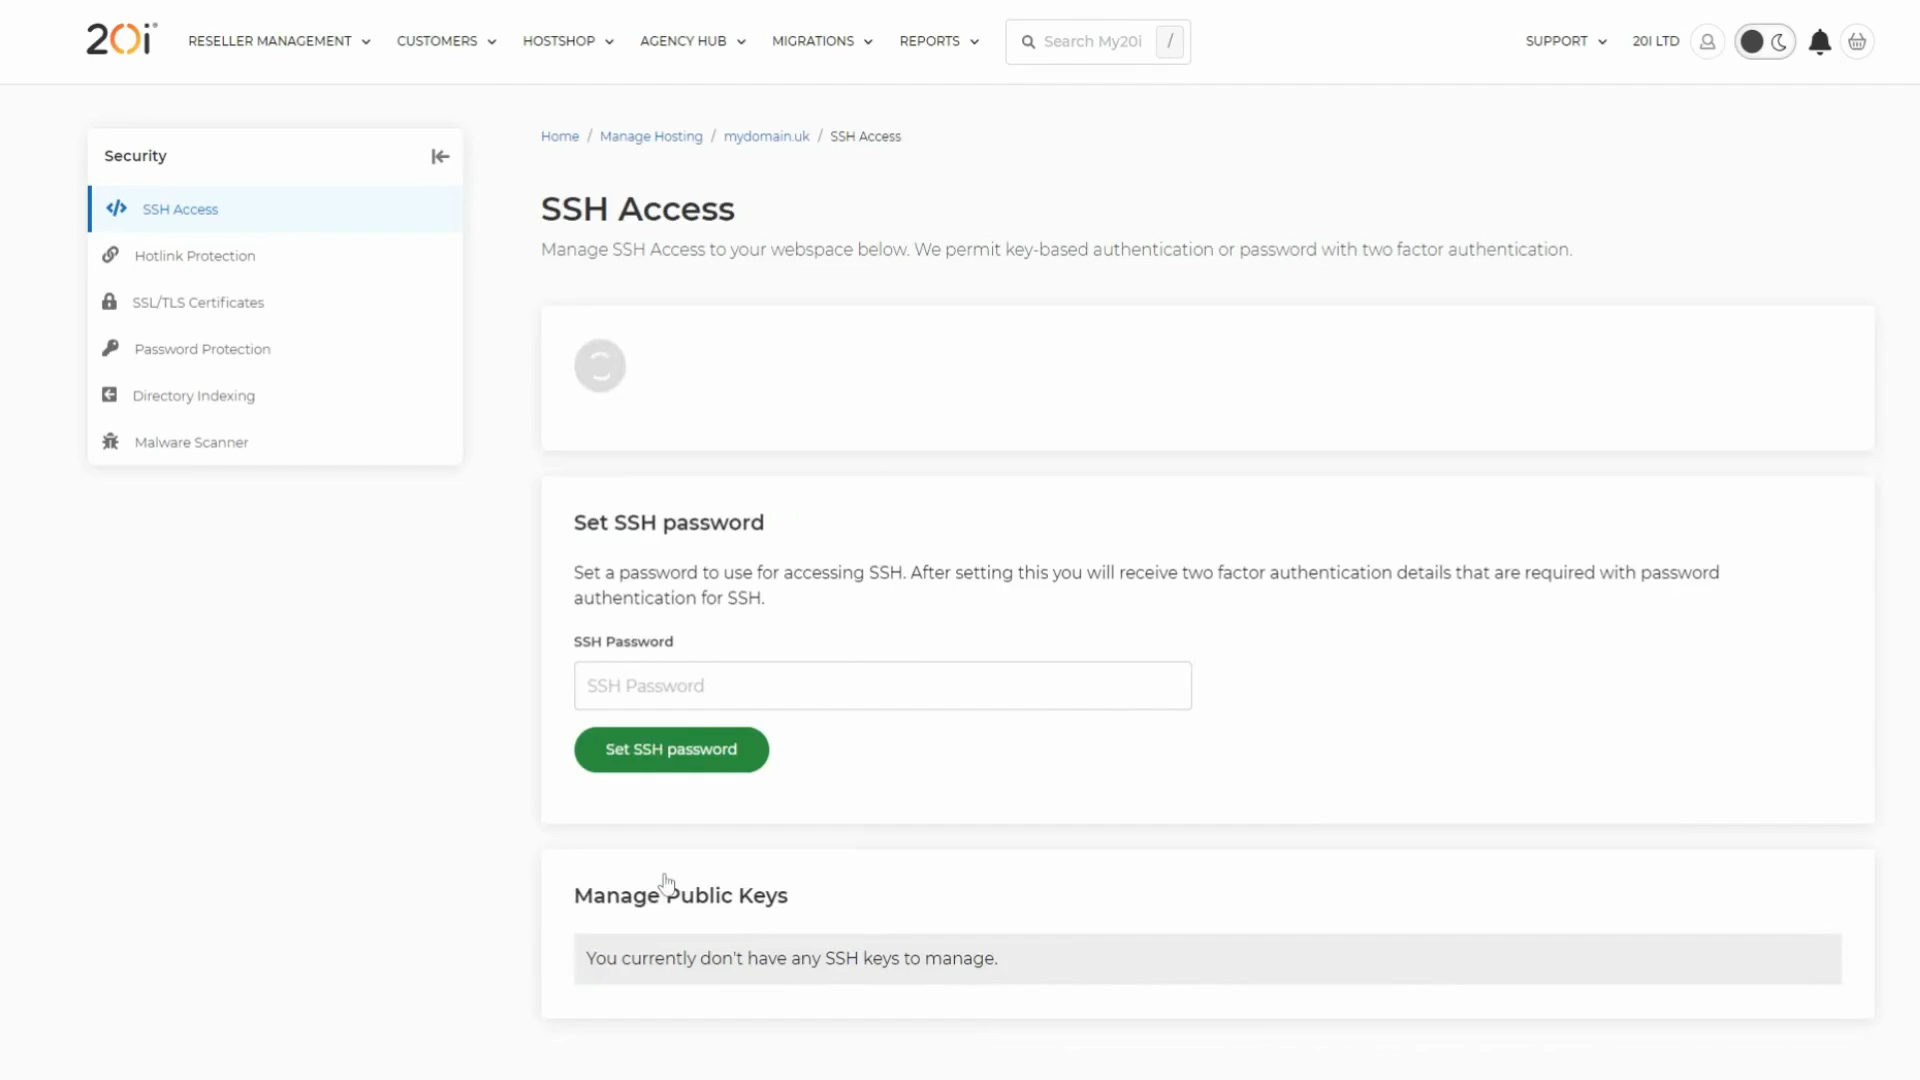 20i
RESELLER MANAGEMENT
CUSTOMERS
HOSTSHOP
AGENCY HUB
MIGRATIONS
REPORTS
Search My20i
/
SUPPORT
20I LTD
Security
SSH Access
Hotlink Protection
SSL/TLS Certificates
Password Protection
Directory Indexing
Malware Scanner
Home / Manage Hosting / mydomain.uk / SSH Access
SSH Access
Manage SSH Access to your webspace below. We permit key-based authentication or password with two factor authentication.
Set SSH password
Set a password to use for accessing SSH. After setting this you will receive two factor authentication details that are required with password
authentication for SSH.
SSH Password
SSH Password
Set SSH password
Manage Public Keys
You currently don't have any SSH keys to manage.